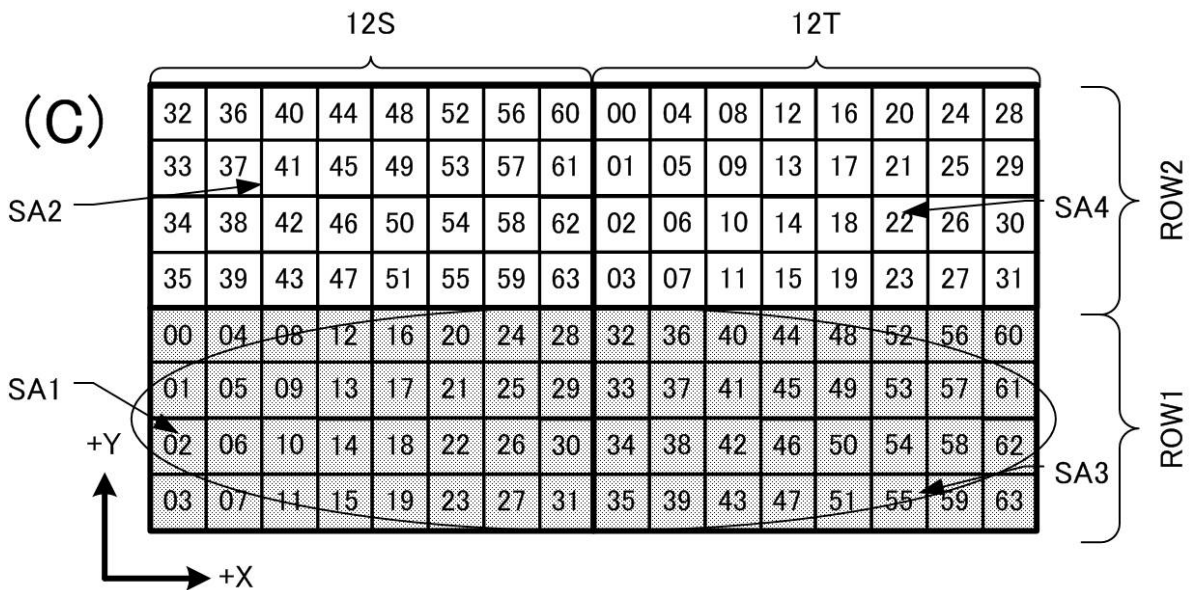 12S 12T
(C)
32 36 40 44 48 52 56 60 00 04 08 12 16 20 24 28
33 37 41 45 49 53 57 61 01 05 09 13 17 21 25 29
SA2
34 38 42 46 50 54 58 62 02 06 10 14 18 22 26 30
SA4
ROW2
35 39 43 47 51 55 59 63 03 07 11 15 19 23 27 31
00 04 08 12 16 20 24 28 32 36 40 44 48 52 56 60
SA1
01 05 09 13 17 21 25 29 33 37 41 45 49 53 57 61
+Y
02 06 10 14 18 22 26 30 34 38 42 46 50 54 58 62
ROW1
SA3
03 07 11 15 19 23 27 31 35 39 43 47 51 55 59 63
+X